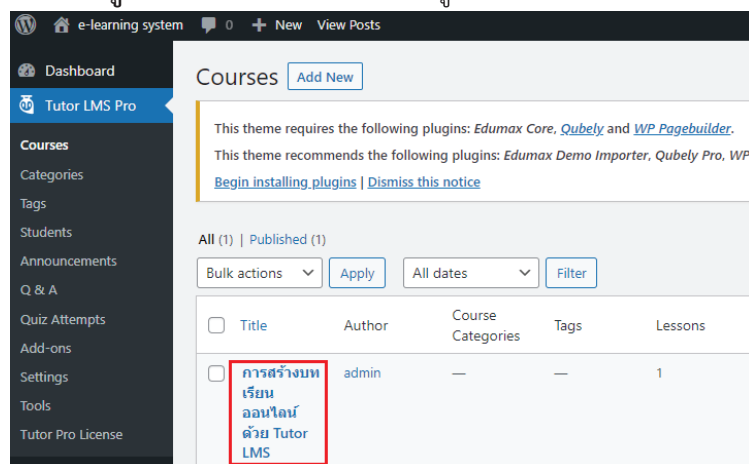 e-learning system 0 + New View Posts
Dashboard
Tutor LMS Pro
Courses
Categories
Tags
Students
Announcements
Q & A
Quiz Attempts
Add-ons
Settings
Tools
Tutor Pro License
Courses Add New
This theme requires the following plugins: Edumax Core, Qubely and WP Pagebuilder.
This theme recommends the following plugins: Edumax Demo Importer, Qubely Pro, WP
Begin installing plugins | Dismiss this notice
All (1) | Published (1)
Bulk actions Apply All dates Filter
Title Author Course Categories Tags Lessons
การสร้างบท admin — — 1
เรียน
ออนไลน์
ด้วย Tutor
LMS